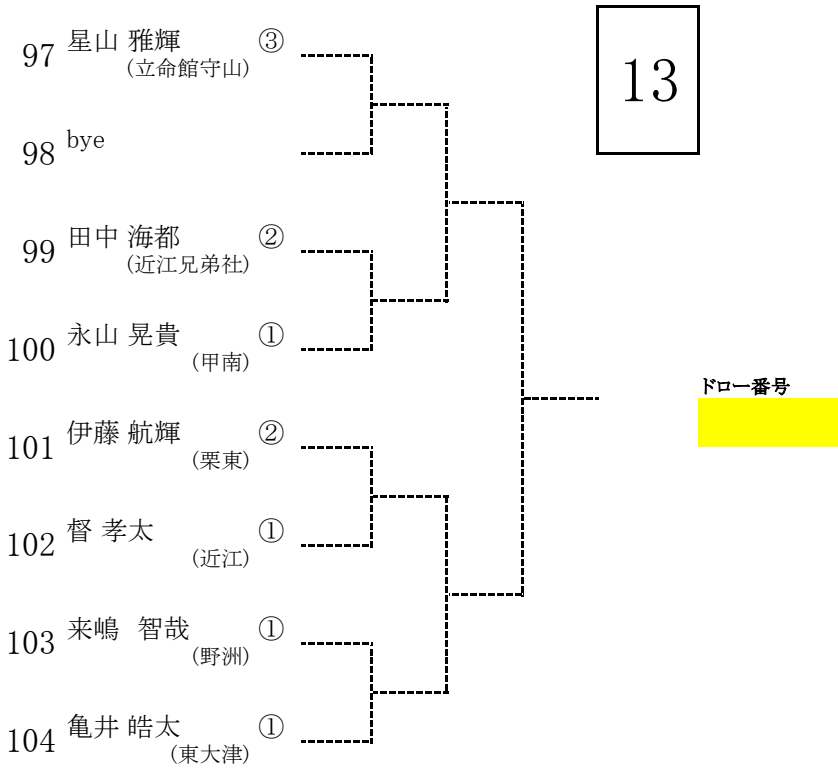 13
97 星山 雅輝 ③
(立命館守山)
98 bye
99 田中 海都 ②
(近江兄弟社)
100 永山 晃貴 ①
(甲南)
ドロー番号
101 伊藤 航輝 ②
(栗東)
102 督 孝太 ①
(近江)
103 来嶋 智哉 ①
(野洲)
104 亀井 皓太 ①
(東大津)